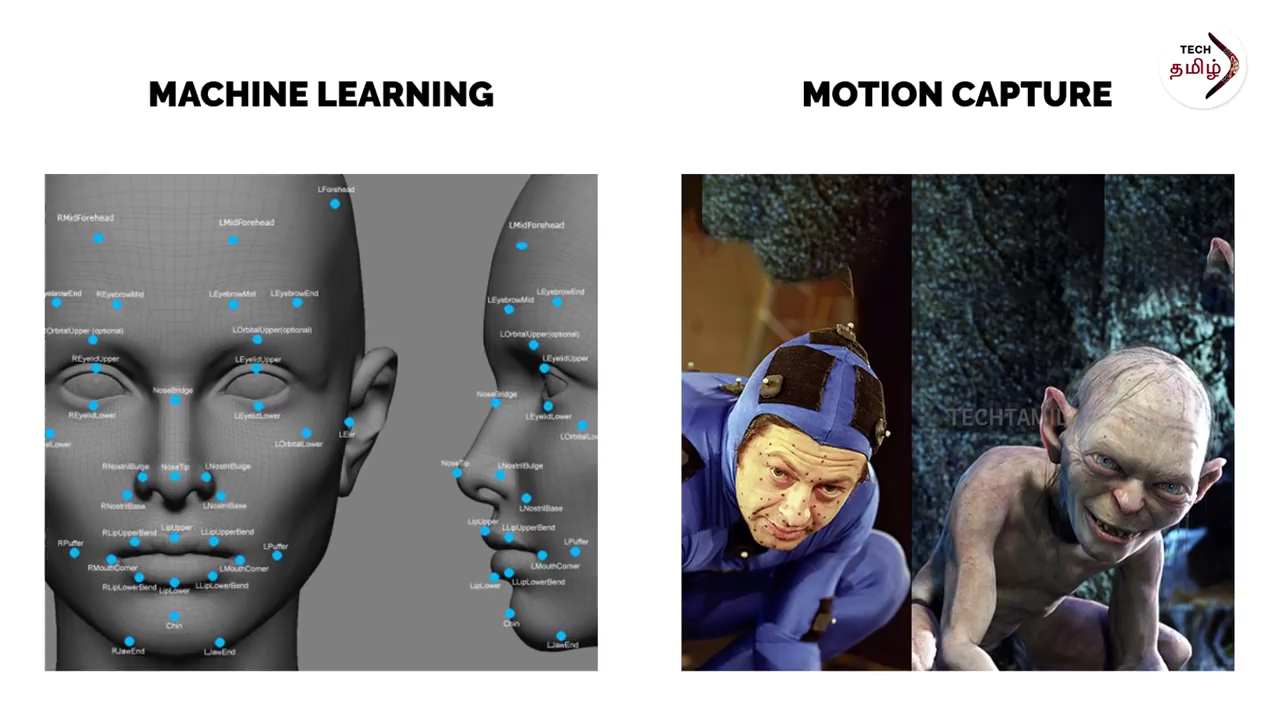 MACHINE LEARNING
MOTION CAPTURE
TECH
தமிழ்
LForehead
RMidForehead
LMidForehead
LMidForehead
REyebrowMid
LEyebrowMid
LEyebrowEnd
LEyebrowMid
LEyebrowEnd
OrbitalUpper (optional)
LOrbitalUpper(optional)
LOrbitalUpper(optional)
REyelidUpper
LEyelidUpper
LEyelidUpper
NoseBridge
NoseBridge
REyelidLower
LEyelidLower
LEyelidLower
LEar
LOrbitalLower
RNostrilBulge
NoseTip
LNostrilBulge
NoseTip
LNostrilBulge
RNostrilBase
LNostrilBase
LNostrilBase
LipUpper
RLipUpperBend
LLipUpperBend
LipUpper
LLipUpperBend
RPuffer
LPuffer
LPuffer
RMouthCorner
LMouthCorner
LMouthCorner
RLipLowerBend
LipLower
LLipLowerBend
LipLower
LLipLowerBend
Chin
Chin
RJawEnd
LJawEnd
LJawEnd
TECHTAMIL